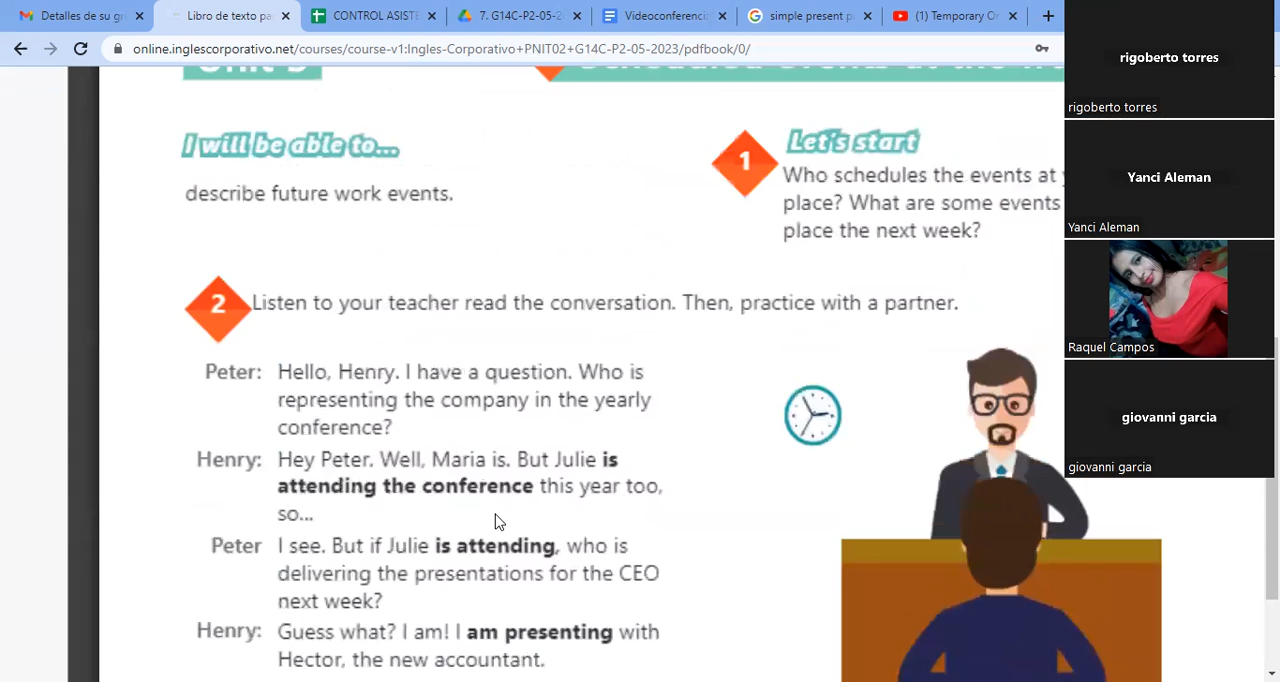 Detalles de su gr
Libro de texto pa
CONTROL ASIST
7. G14C-P2-05-2
Videoconferenci
simple present p
(1) Temporary Or
online.inglescorporativo.net/courses/course-v1:Ingles-Corporativo+PNIT02+G14C-P2-05-2023/pdfbook/0/
I will be able to...
describe future work events.
1
Let's start
Who schedules the events at
place? What are some events
place the next week?
2
Listen to your teacher read the conversation. Then, practice with a partner.
Peter: Hello, Henry. I have a question. Who is
representing the company in the yearly
conference?
Henry: Hey Peter. Well, Maria is. But Julie is
attending the conference this year too,
so...
Peter I see. But if Julie is attending, who is
delivering the presentations for the CEO
next week?
Henry: Guess what? I am! I am presenting with
Hector, the new accountant.
rigoberto torres
rigoberto torres
Yanci Aleman
Yanci Aleman
Raquel Campos
giovanni garcia
giovanni garcia